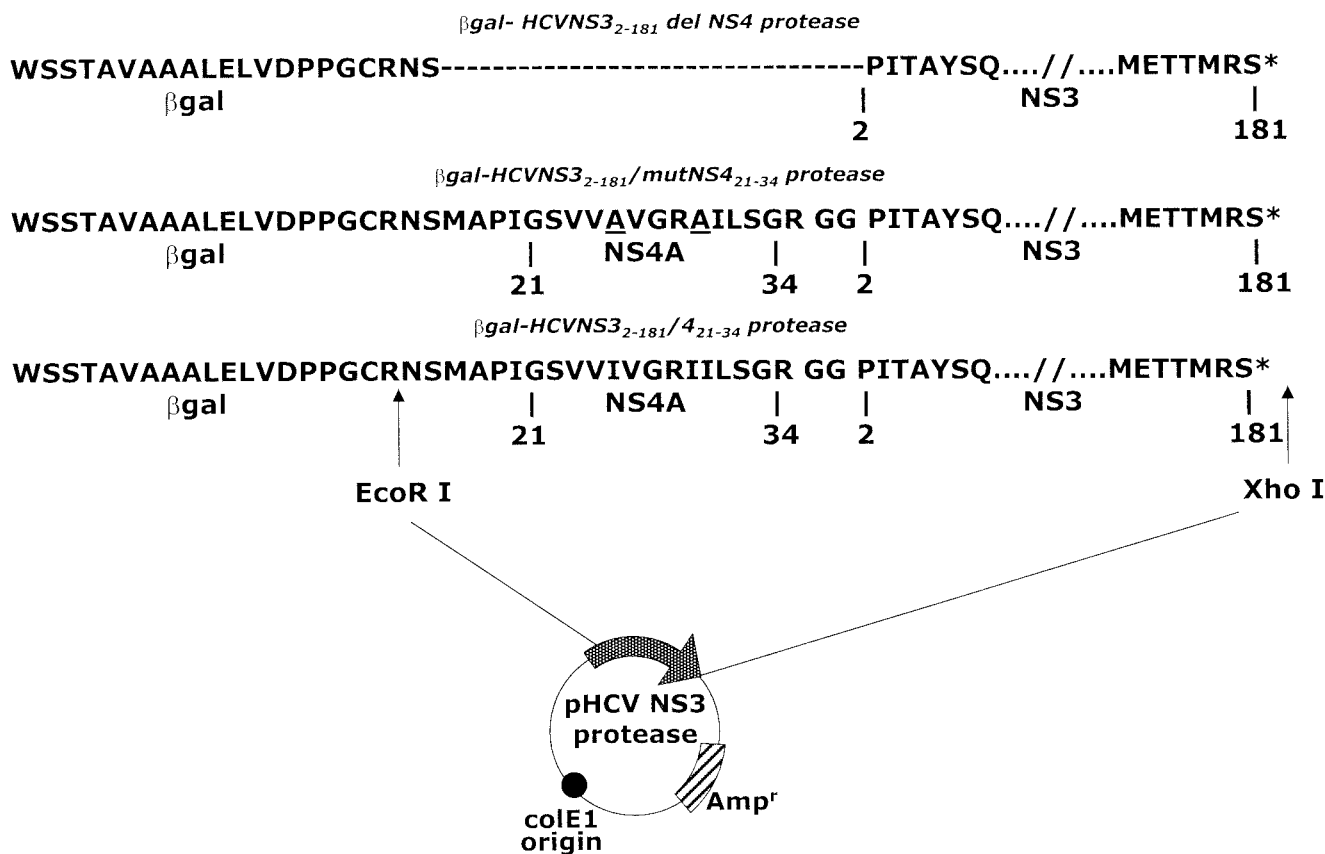 βgal- HCVNS3₂₋₁₈₁ del NS4 protease
WSSTAVAAALELVDPPGCRNS--------------------------------PITAYSQ....//....METTMRS*
βgal | NS3 |
2 181
βgal-HCVNS3₂₋₁₈₁/mutNS4₂₁₋₃₄ protease
WSSTAVAAALELVDPPGCRNSMAPIGSVVAVGRAILSGR GG PITAYSQ....//....METTMRS*
βgal | NS4A | | NS3 |
21 34 2 181
βgal-HCVNS3₂₋₁₈₁/4₂₁₋₃₄ protease
WSSTAVAAALELVDPPGCRNSMAPIGSVVIVGRIILSGR GG PITAYSQ....//....METTMRS*
βgal | NS4A | | NS3 |
21 34 2 181
EcoR I Xho I
pHCV NS3
protease
Ampʳ
colE1
origin